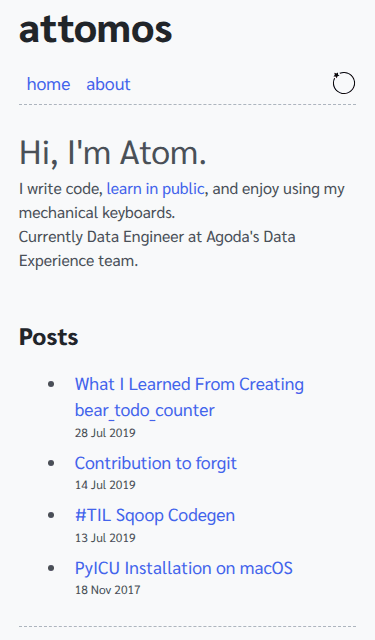 attomos
home about
Hi, I'm Atom.
I write code, learn in public, and enjoy using my
mechanical keyboards.
Currently Data Engineer at Agoda's Data
Experience team.
Posts
What I Learned From Creating
bear_todo_counter
28 Jul 2019
Contribution to forgit
14 Jul 2019
#TIL Sqoop Codegen
13 Jul 2019
PyICU Installation on macOS
18 Nov 2017